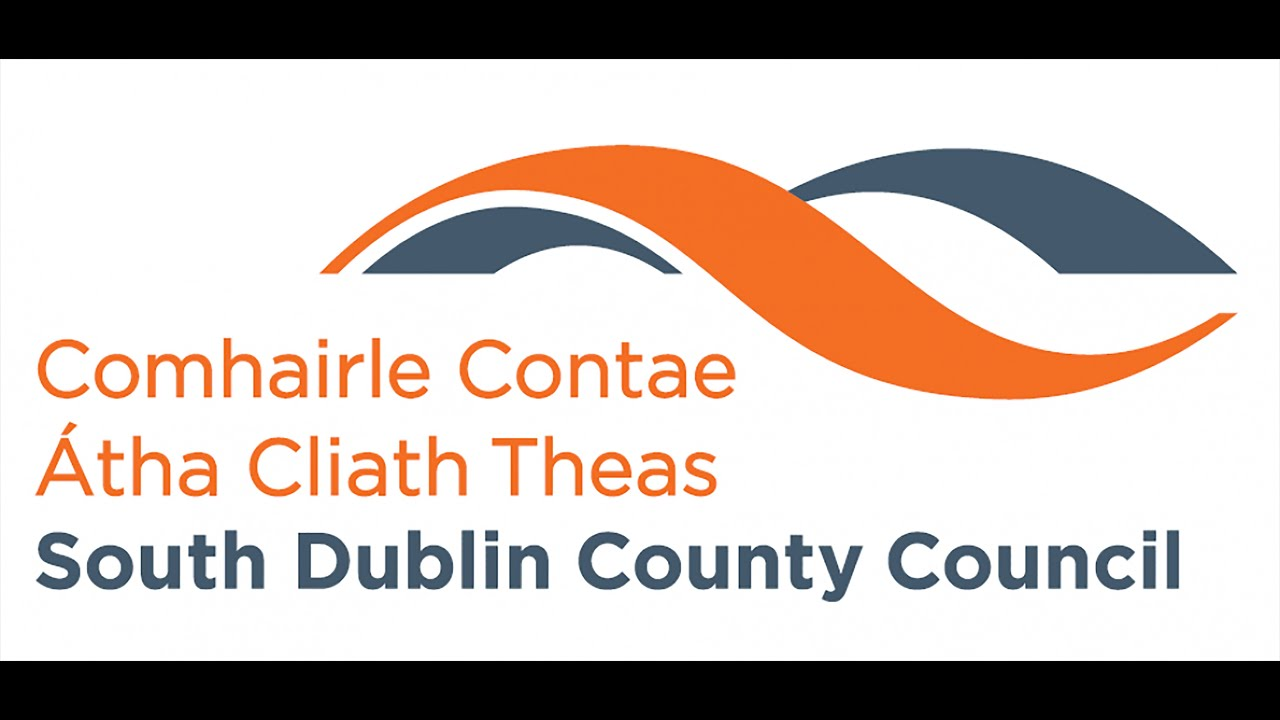 Comhairle Contae
Átha Cliath Theas
South Dublin County Council